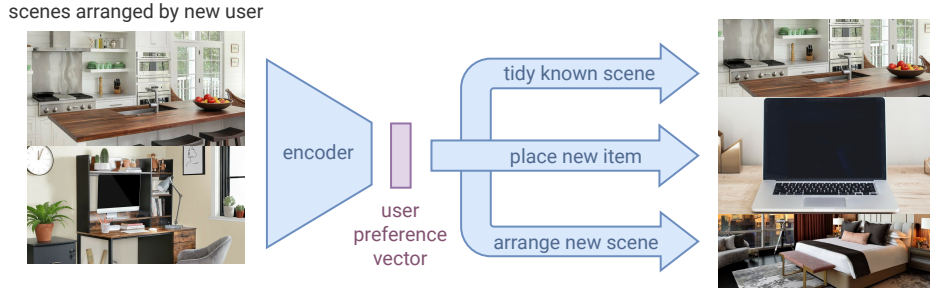 scenes arranged by new user
encoder
user
preference
vector
tidy known scene
place new item
arrange new scene